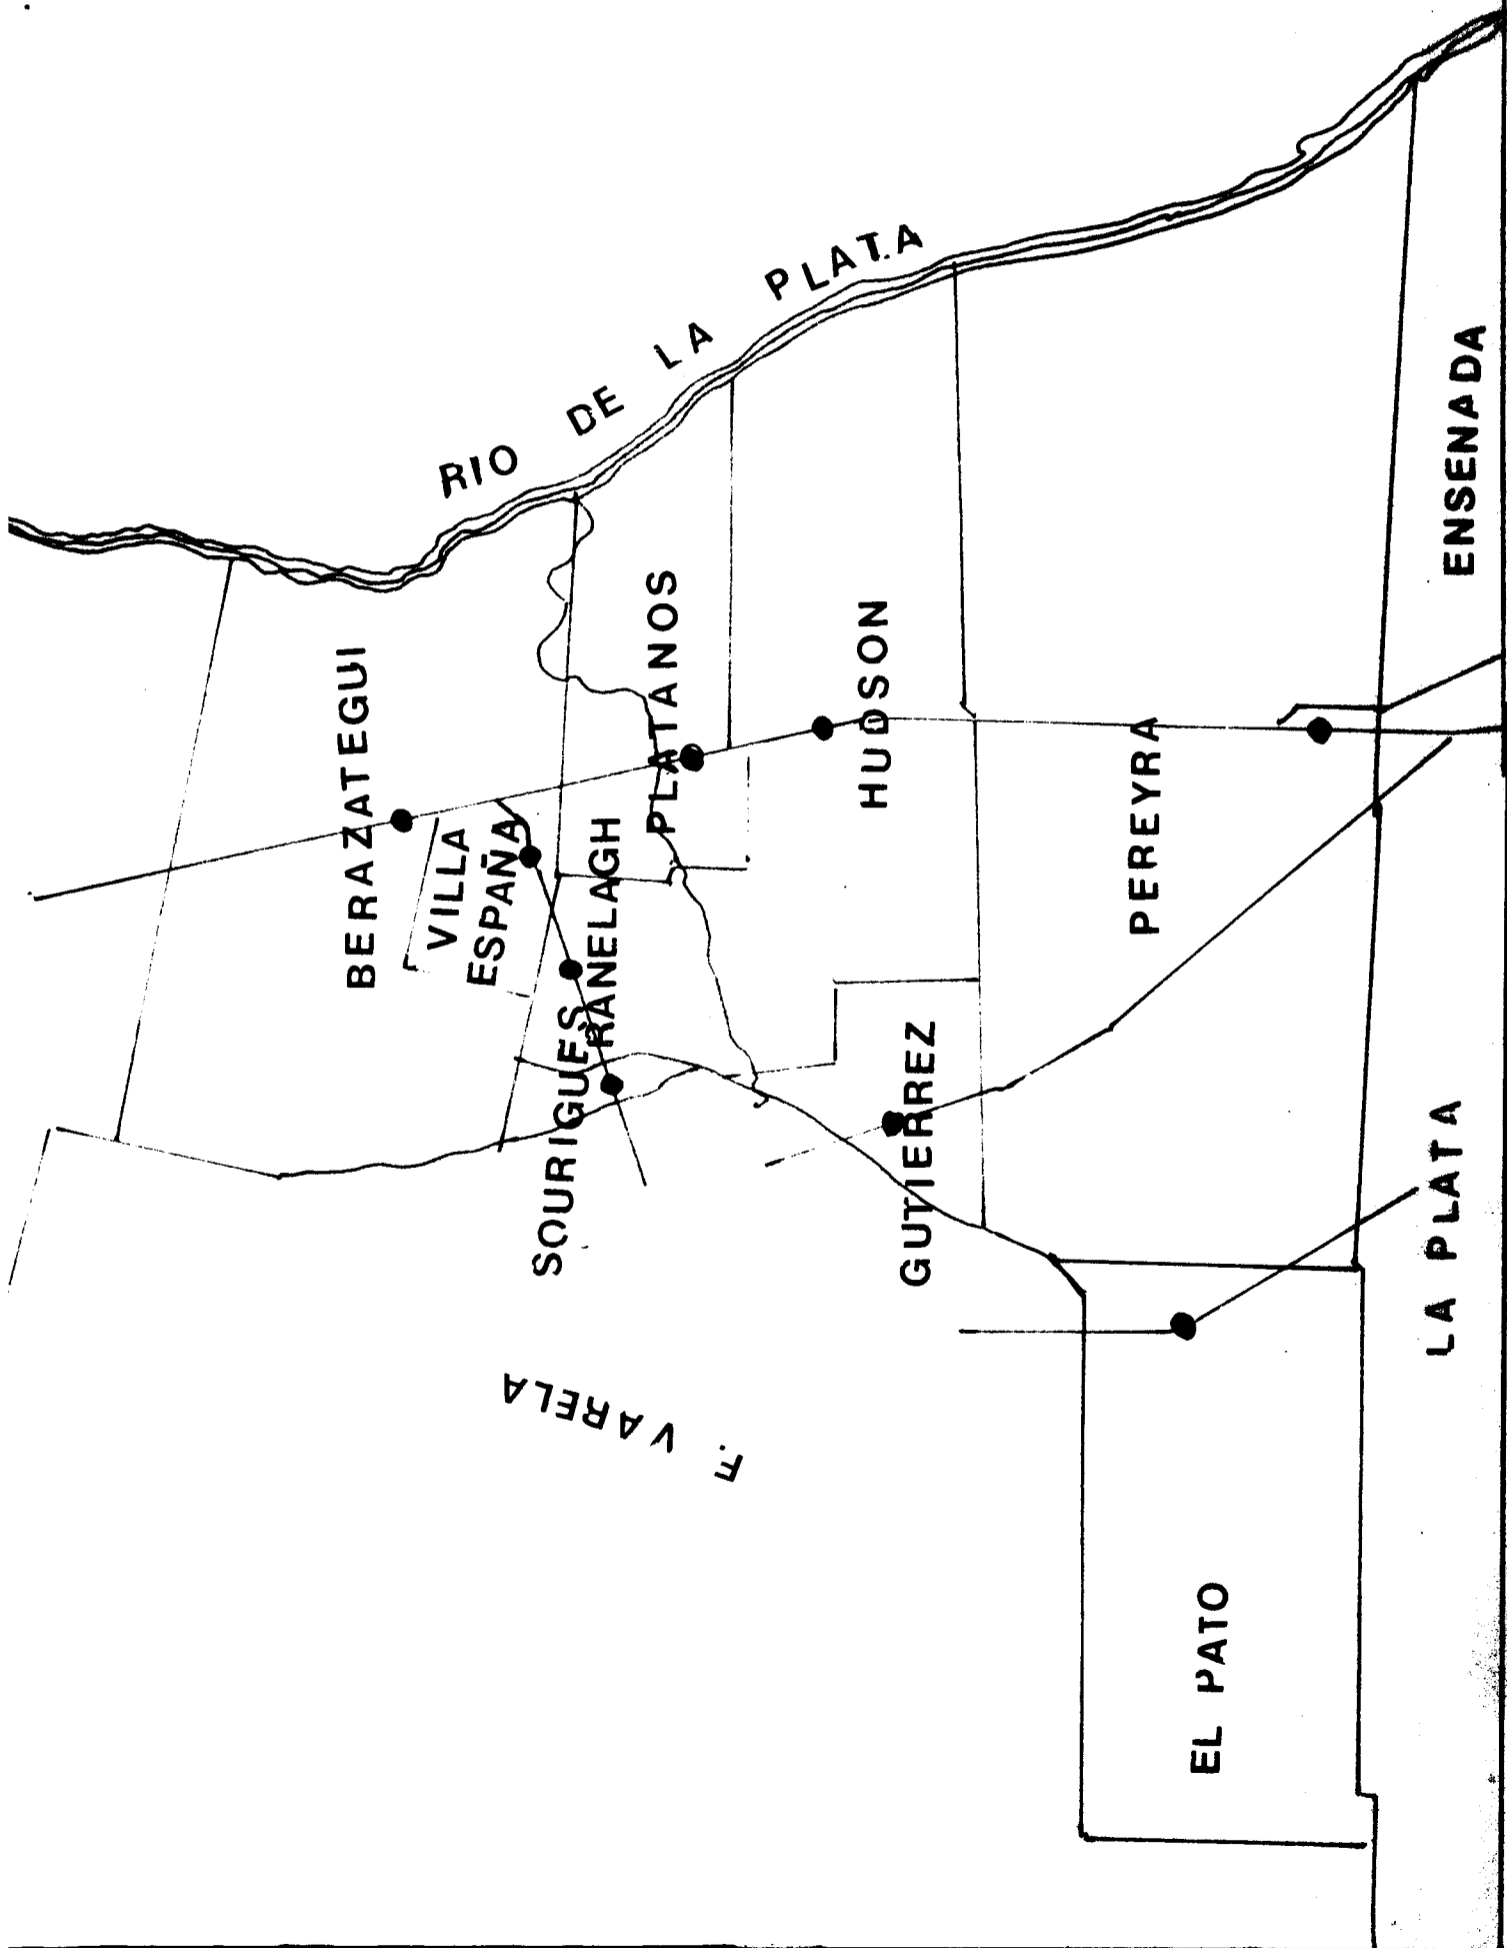 RIO DE LA PLATA
BERAZATEGUI
VILLA
ESPAÑA
PLATANOS
RANELAGH
SOURIGUES
HUDSON
GUTIERREZ
PEREYRA
ENSENADA
LA PLATA
EL PATO
F. VARELA